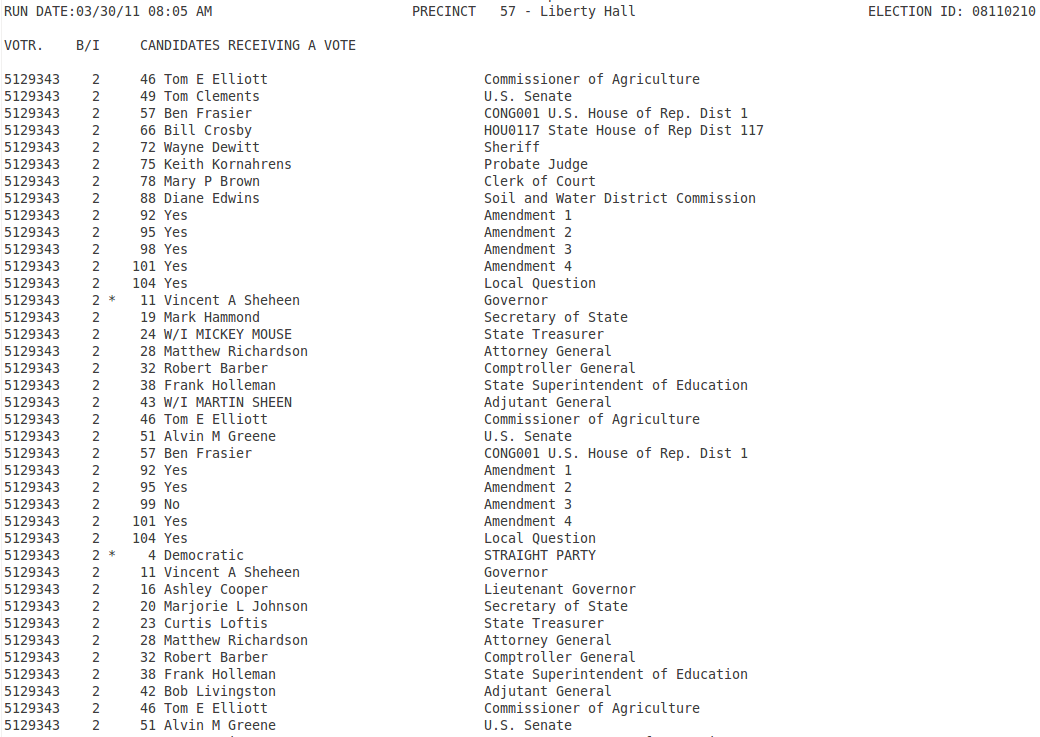 RUN DATE:03/30/11 08:05 AM PRECINCT 57 - Liberty Hall ELECTION ID: 08110210
VOTR. B/I CANDIDATES RECEIVING A VOTE
5129343 2 46 Tom E Elliott Commissioner of Agriculture
5129343 2 49 Tom Clements U.S. Senate
5129343 2 57 Ben Frasier CONG001 U.S. House of Rep. Dist 1
5129343 2 66 Bill Crosby HOU0117 State House of Rep Dist 117
5129343 2 72 Wayne Dewitt Sheriff
5129343 2 75 Keith Kornahrens Probate Judge
5129343 2 78 Mary P Brown Clerk of Court
5129343 2 88 Diane Edwins Soil and Water District Commission
5129343 2 92 Yes Amendment 1
5129343 2 95 Yes Amendment 2
5129343 2 98 Yes Amendment 3
5129343 2 101 Yes Amendment 4
5129343 2 104 Yes Local Question
5129343 2 * 11 Vincent A Sheheen Governor
5129343 2 19 Mark Hammond Secretary of State
5129343 2 24 W/I MICKEY MOUSE State Treasurer
5129343 2 28 Matthew Richardson Attorney General
5129343 2 32 Robert Barber Comptroller General
5129343 2 38 Frank Holleman State Superintendent of Education
5129343 2 43 W/I MARTIN SHEEN Adjutant General
5129343 2 46 Tom E Elliott Commissioner of Agriculture
5129343 2 51 Alvin M Greene U.S. Senate
5129343 2 57 Ben Frasier CONG001 U.S. House of Rep. Dist 1
5129343 2 92 Yes Amendment 1
5129343 2 95 Yes Amendment 2
5129343 2 99 No Amendment 3
5129343 2 101 Yes Amendment 4
5129343 2 104 Yes Local Question
5129343 2 * 4 Democratic STRAIGHT PARTY
5129343 2 11 Vincent A Sheheen Governor
5129343 2 16 Ashley Cooper Lieutenant Governor
5129343 2 20 Marjorie L Johnson Secretary of State
5129343 2 23 Curtis Loftis State Treasurer
5129343 2 28 Matthew Richardson Attorney General
5129343 2 32 Robert Barber Comptroller General
5129343 2 38 Frank Holleman State Superintendent of Education
5129343 2 42 Bob Livingston Adjutant General
5129343 2 46 Tom E Elliott Commissioner of Agriculture
5129343 2 51 Alvin M Greene U.S. Senate